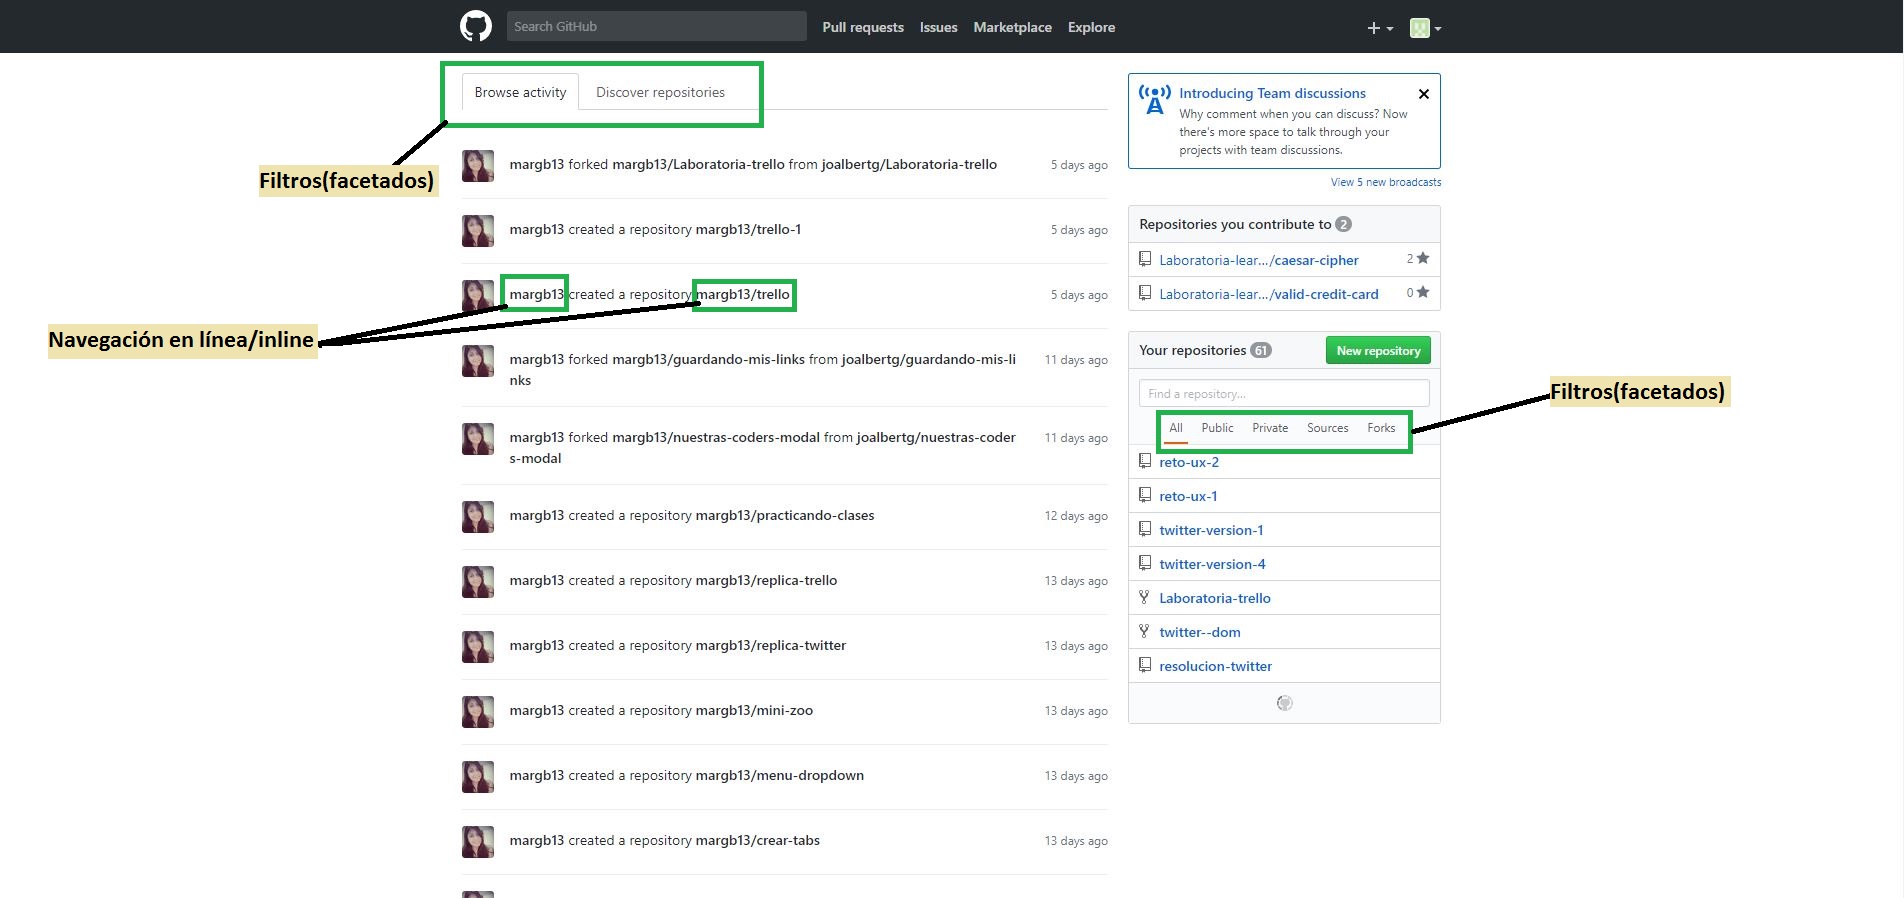 Search GitHub
Pull requests
Issues
Marketplace
Explore
Browse activity
Discover repositories
Filtros(facetados)
margb13 forked margb13/Laboratoria-trello from joalbertg/Laboratoria-trello
5 days ago
margb13 created a repository margb13/trello-1
5 days ago
margb13 created a repository margb13/trello
5 days ago
Navegación en línea/inline
margb13 forked margb13/guardando-mis-links from joalbertg/guardando-mis-li
nks
11 days ago
margb13 forked margb13/nuestras-coders-modal from joalbertg/nuestras-coder
s-modal
11 days ago
margb13 created a repository margb13/practicando-clases
12 days ago
margb13 created a repository margb13/replica-trello
13 days ago
margb13 created a repository margb13/replica-twitter
13 days ago
margb13 created a repository margb13/mini-zoo
13 days ago
margb13 created a repository margb13/menu-dropdown
13 days ago
margb13 created a repository margb13/crear-tabs
13 days ago
Introducing Team discussions
Why comment when you can discuss? Now
there's more space to talk through your
projects with team discussions.
View 5 new broadcasts
Repositories you contribute to 2
Laboratoria-lear…/caesar-cipher 2
Laboratoria-lear…/valid-credit-card 0
Your repositories 61
New repository
Find a repository…
All Public Private Sources Forks
Filtros(facetados)
reto-ux-2
reto-ux-1
twitter-version-1
twitter-version-4
Laboratoria-trello
twitter--dom
resolucion-twitter